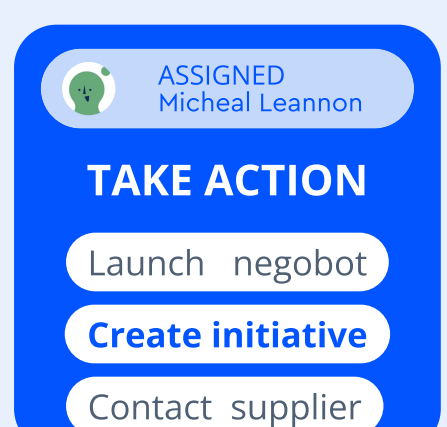 ASSIGNED
Micheal Leannon
TAKE ACTION
Launch negobot
Create initiative
Contact supplier